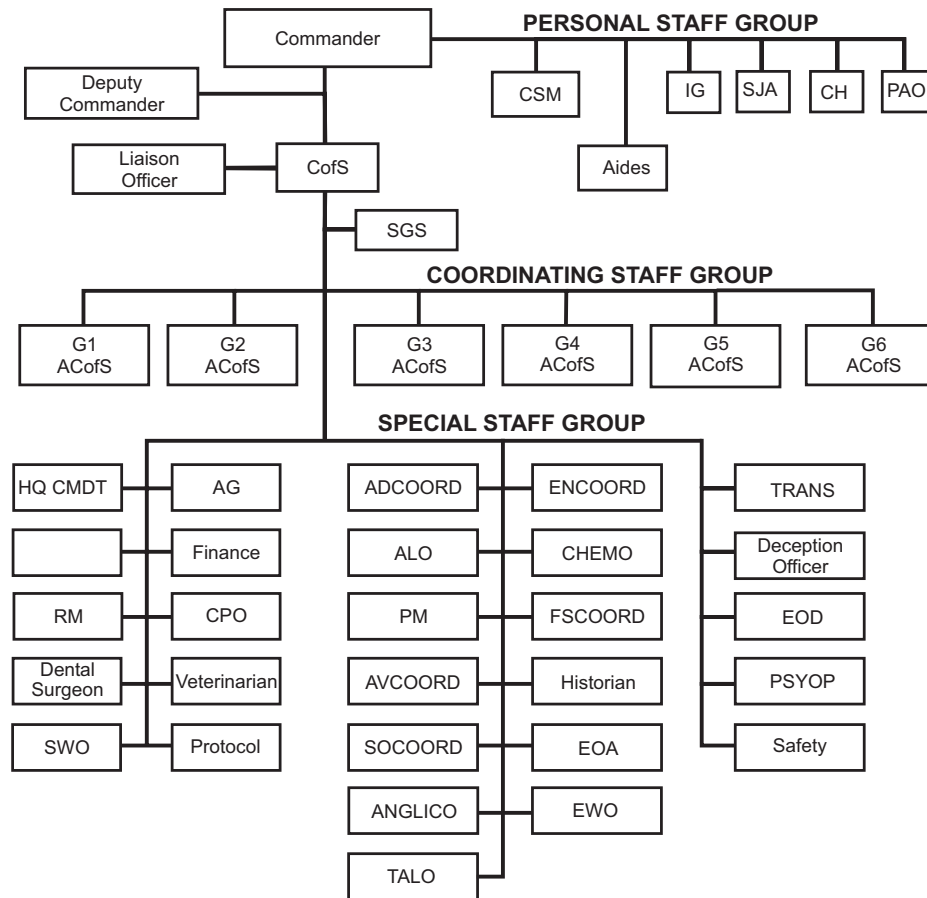 Commander
PERSONAL STAFF GROUP
CSM
IG
SJA
CH
PAO
Aides
Deputy
Commander
Liaison
Officer
CofS
SGS
COORDINATING STAFF GROUP
G1
ACofS
G2
ACofS
G3
ACofS
G4
ACofS
G5
ACofS
G6
ACofS
SPECIAL STAFF GROUP
HQ CMDT
AG
Finance
RM
CPO
Dental
Surgeon
Veterinarian
SWO
Protocol
ADCOORD
ENCOORD
ALO
CHEMO
PM
FSCOORD
AVCOORD
Historian
SOCOORD
EOA
ANGLICO
EWO
TALO
TRANS
Deception
Officer
EOD
PSYOP
Safety